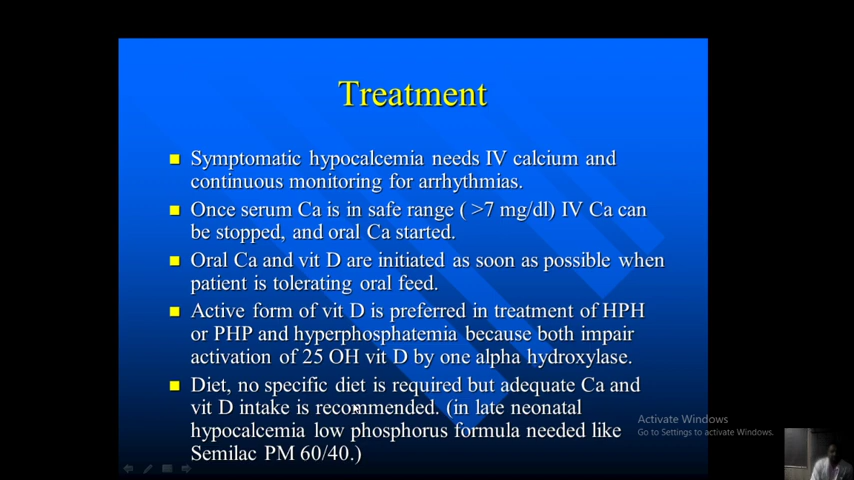 Treatment
Symptomatic hypocalcemia needs IV calcium and
continuous monitoring for arrhythmias.
Once serum Ca is in safe range ( >7 mg/dl) IV Ca can
be stopped, and oral Ca started.
Oral Ca and vit D are initiated as soon as possible when
patient is tolerating oral feed.
Active form of vit D is preferred in treatment of HPH
or PHP and hyperphosphatemia because both impair
activation of 25 OH vit D by one alpha hydroxylase.
Diet, no specific diet is required but adequate Ca and
vit D intake is recommended. (in late neonatal
hypocalcemia low phosphorus formula needed like
Semilac PM 60/40.)
Activate Windows
Go to Settings to activate Windows.